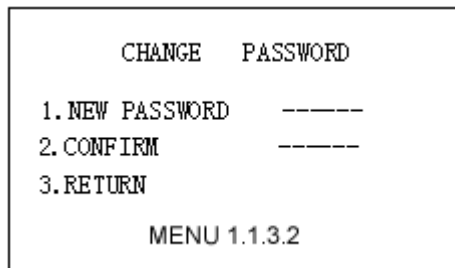 CHANGE PASSWORD
1.NEW PASSWORD ------
2.CONFIRM ------
3.RETURN
MENU 1.1.3.2